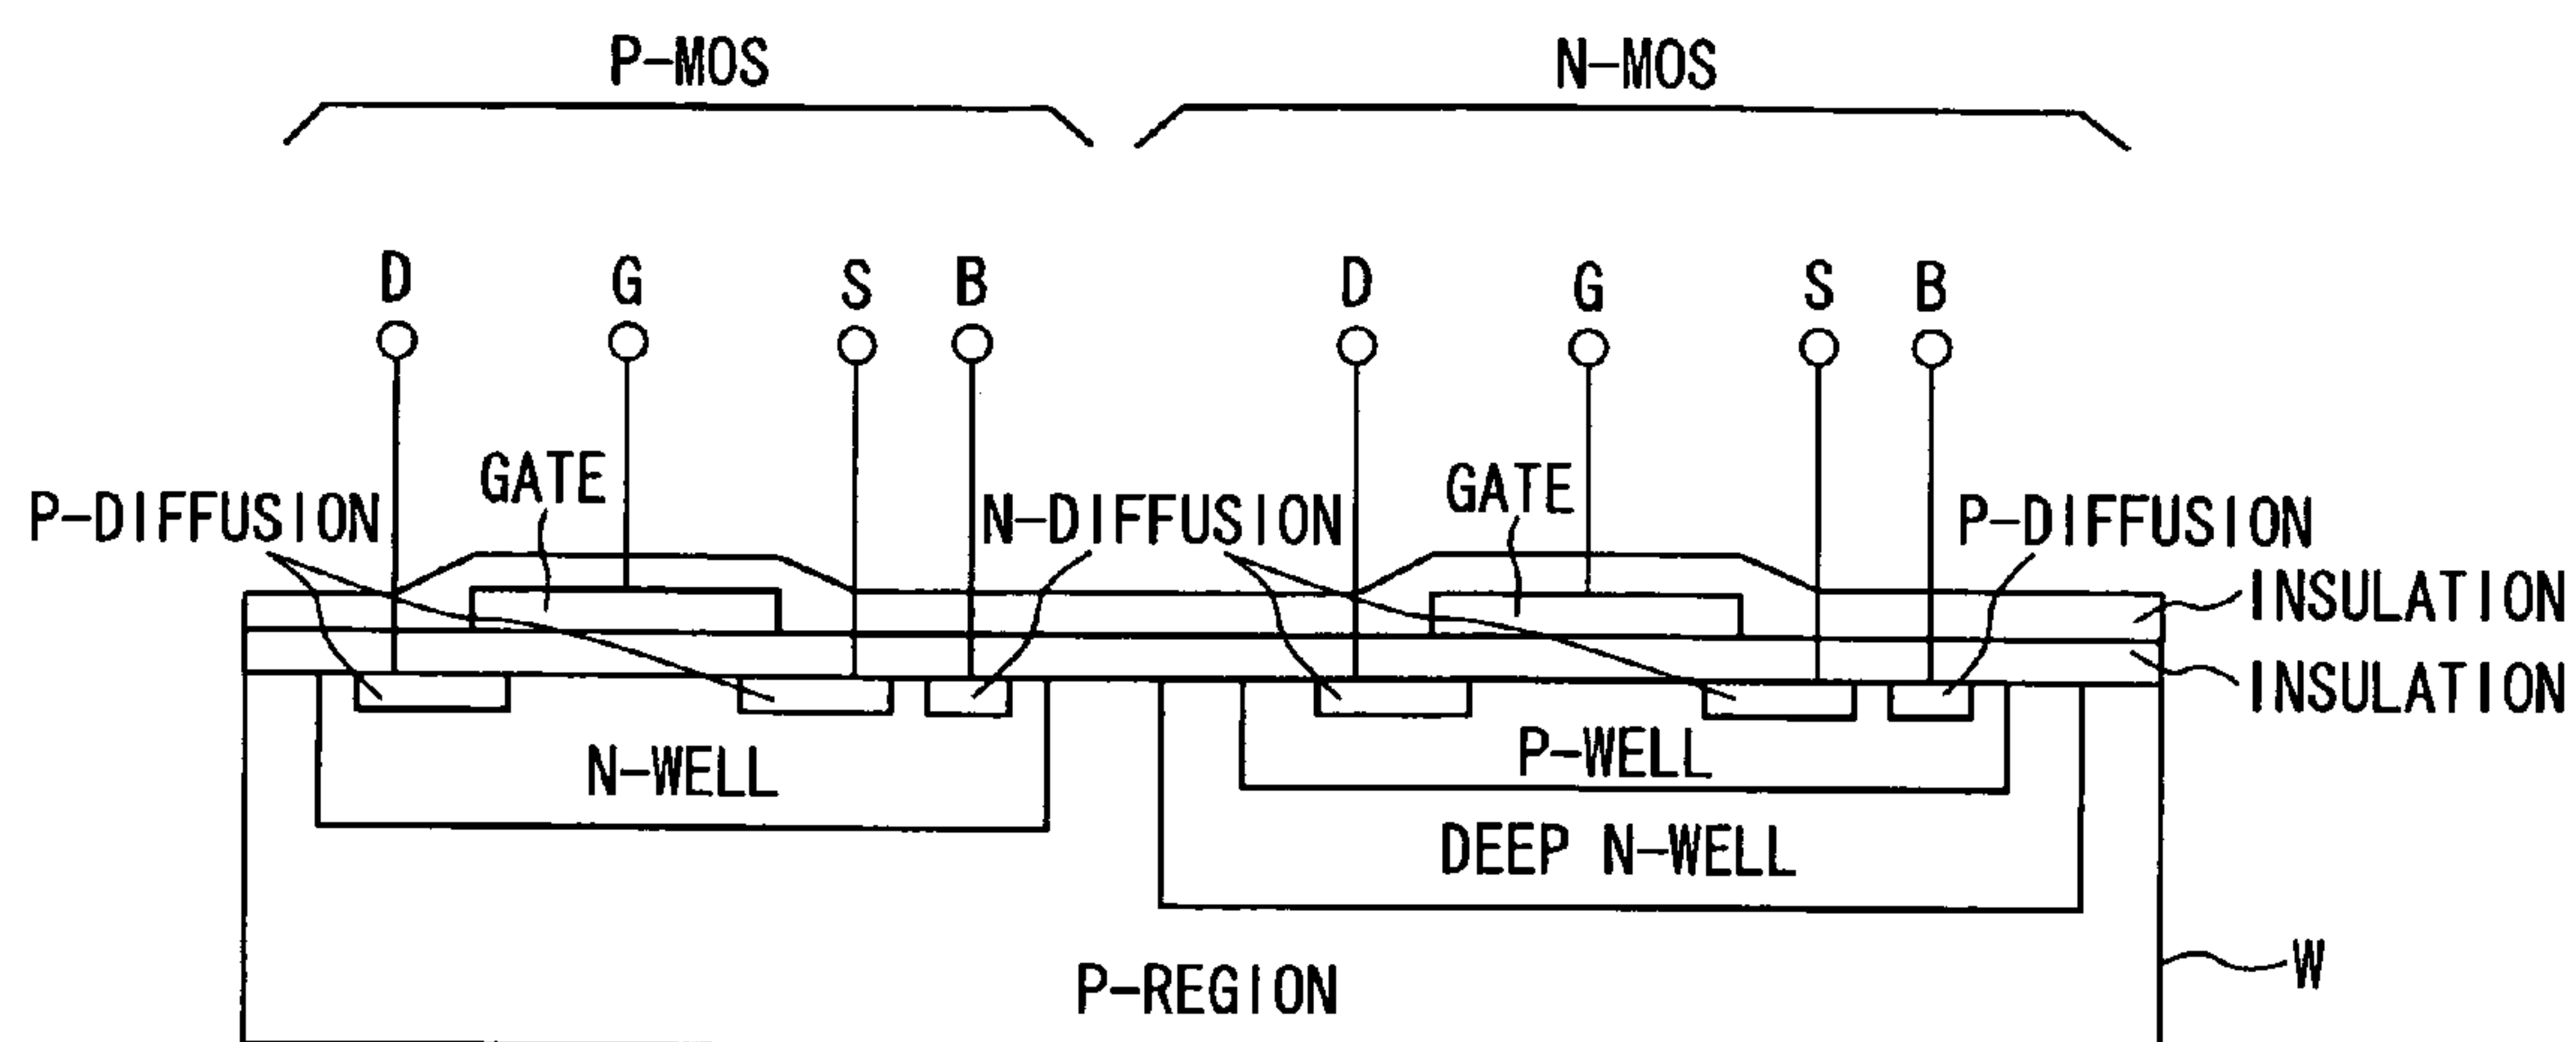 P-MOS N-MOS
D G S B D G S B
GATE GATE
P-DIFFUSION N-DIFFUSION P-DIFFUSION
INSULATION
INSULATION
N-WELL P-WELL
DEEP N-WELL
P-REGION W